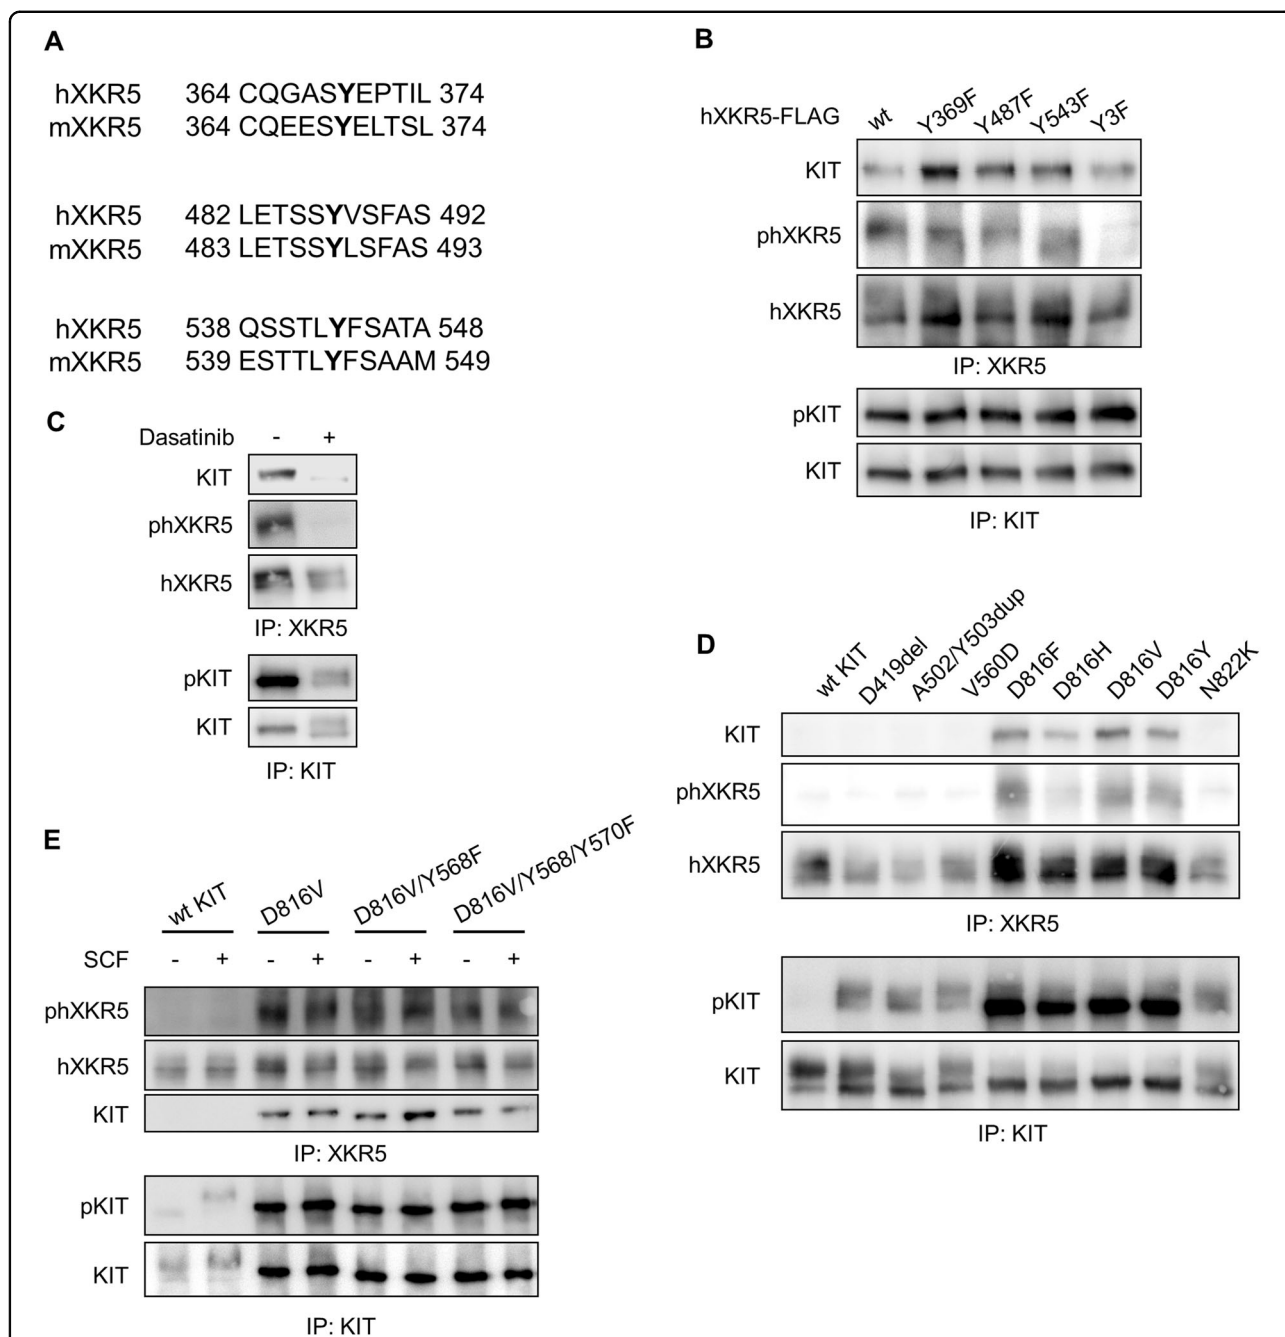 A
hXKR5 364 CQGASYEPTIL 374
mXKR5 364 CQEESYELTSL 374
hXKR5 482 LETSSYVSFAS 492
mXKR5 483 LETSSYLSFAS 493
hXKR5 538 QSSTLYFSATA 548
mXKR5 539 ESTTLYFSAAM 549
B
hXKR5-FLAG wt Y369F Y487F Y543F Y3F
KIT
phXKR5
hXKR5
IP: XKR5
pKIT
KIT
IP: KIT
C
Dasatinib - +
KIT
phXKR5
hXKR5
IP: XKR5
pKIT
KIT
IP: KIT
D
wt KIT D419del A502/Y503dup V560D D816F D816H D816V D816Y N822K
KIT
phXKR5
hXKR5
IP: XKR5
pKIT
KIT
IP: KIT
E
wt KIT D816V D816V/Y568F D816V/Y568/Y570F
SCF - + - + - + - +
phXKR5
hXKR5
KIT
IP: XKR5
pKIT
KIT
IP: KIT